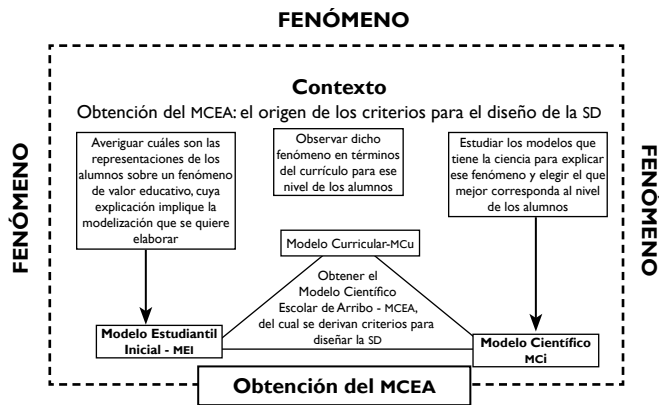 FENÓMENO
Contexto
Obtención del MCEA: el origen de los criterios para el diseño de la SD
FENÓMENO
Averiguar cuáles son las
representaciones de los
alumnos sobre un fenómeno
de valor educativo, cuya
explicación implique la
modelización que se quiere
elaborar
Observar dicho
fenómeno en términos
del currículo para ese
nivel de los alumnos
Estudiar los modelos que
tiene la ciencia para explicar
ese fenómeno y elegir el que
mejor corresponda al nivel
de los alumnos
FENÓMENO
Modelo Curricular-MCu
Obtener el
Modelo Científico
Escolar de Arribo - MCEA,
del cual se derivan criterios para
diseñar la SD
Modelo Estudiantil
Inicial - MEI
Modelo Científico
MCi
Obtención del MCEA